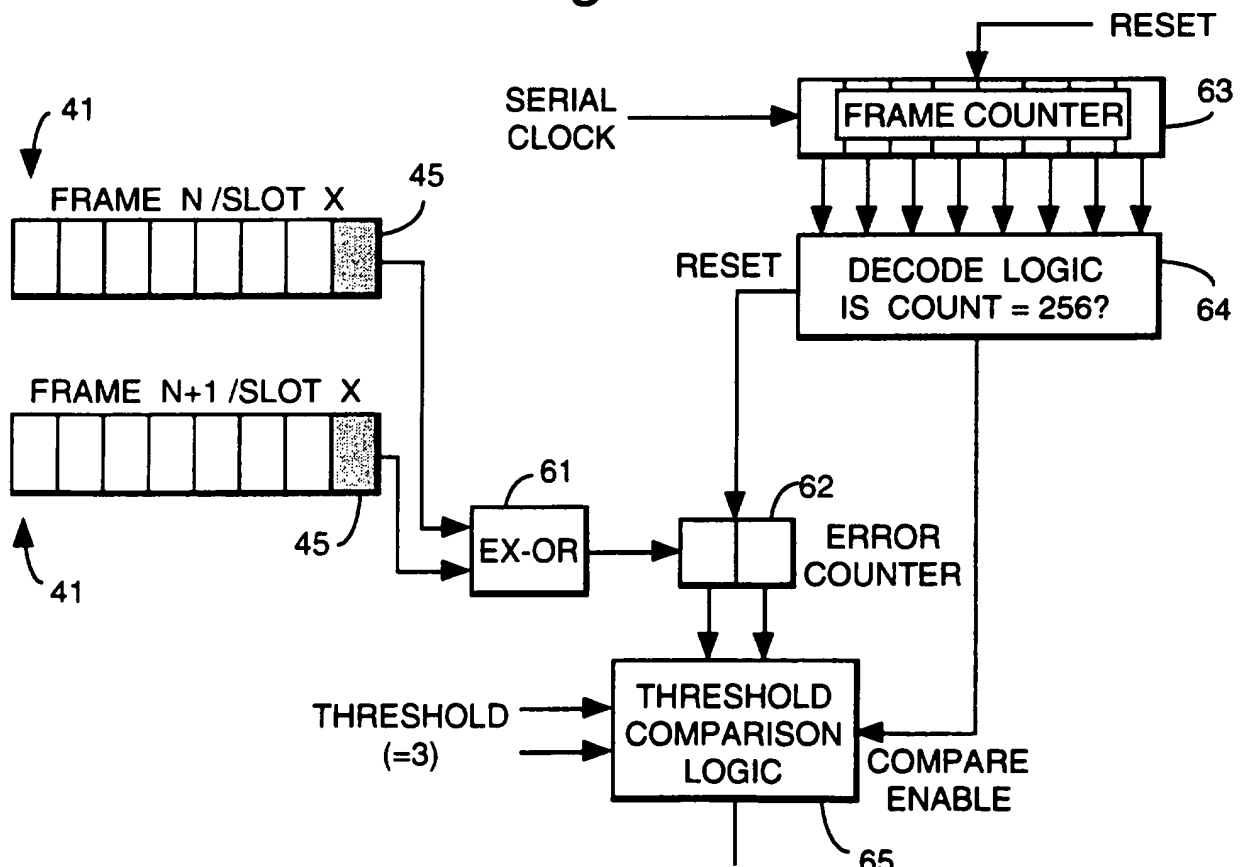 RESET
SERIAL
CLOCK
FRAME COUNTER
63
41
FRAME N /SLOT X
45
RESET
DECODE LOGIC
IS COUNT = 256?
64
FRAME N+1 /SLOT X
45
41
61
EX-OR
62
ERROR
COUNTER
THRESHOLD
(=3)
THRESHOLD
COMPARISON
LOGIC
COMPARE
ENABLE
65